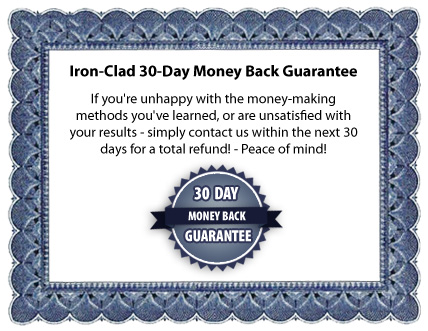 Iron-Clad 30-Day Money Back Guarantee
If you're unhappy with the money-making
methods you've learned, or are unsatisfied with
your results - simply contact us within the next 30
days for a total refund! - Peace of mind!
30 DAY
MONEY BACK
GUARANTEE